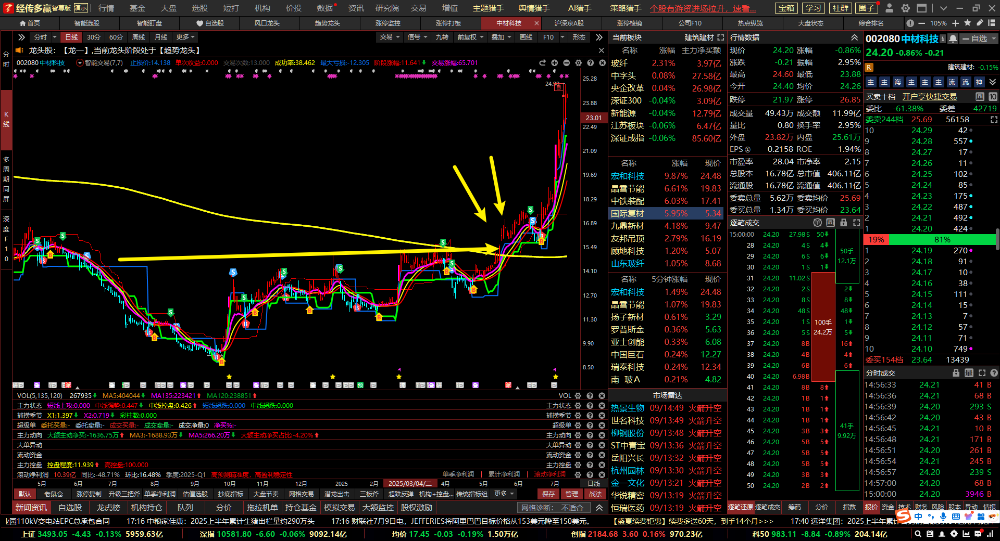 经传多赢 智尊版 演示 行情 基金 大盘 选股 短打 机构 价投 数据 资讯 研究院 交易 增值 主题猎手 舆情猎手 AI猎手 策略猎手 个股有游资进场拉升，速看... 宝箱 学习 社群 圈子
首页 智能选股 智能盯盘 自选股 风口龙头 趋势龙头 涨停监控 涨停打板 中材科技 沪深京A股 涨停棱镜 公司F10 热点纵览 大盘状态 综合排名 105%
分时 日线 30分 60分 周线 月线 更多 交易 信号 九转 前复权 叠加 画线 F10 形态
龙头股：【龙一】,当前龙头阶段处于【趋势龙头】
002080 中材科技 智能交易(7,7) 止损价:14.138 单次收益:0.000 交易次数:13.000 成功率:38.462 最大亏损:-12.305 阶段涨幅:11.641 交易涨幅:65.701
分时
K线
多周期同屏
深度F10
24.90
25.28
23.88
23.01
22.49
21.09
19.69
18.29
16.89
15.49
14.10
12.70
11.30
9.90
8.50
VOL(5,135,120) 267935 MA5:404044 MA135:223421 MA120:238851 VOL
主力状态 短线上攻:0.000 中线强势:0.447 中线控盘:0.426 短线超跌:0.000 中线超跌:0.000 主力状态
捕捞季节 X1:1.397 X2:0.719 彩柱数:0.000 捕捞季节
超级单 委托买量:- 委托卖量:- 成交买量:- 成交卖量:- 成交净量:0 净买%:- 超级单
主力动向 大额主动净买:-1636.75万 MA3:-1688.93万 MA5:266.20万 大额主动净买占比:-4.20% 主力动向
大单异动 大单异动
流动资金 流动资金
主力控盘 控盘程度:11.939 高控盘:100.000 主力控盘
滚动净利润 10.39亿 同比:-48.71% 环比:16.48% 季度:2025-Q1 高预测精准度，高盈利稳定性 单季净利润 累计净利润 滚动净利润
5月 6月 7月 8月 9月 10月 11月 12月 2025 2月 2025/03/04/二 4月 5月 6月 7月 日线
默认 老鼠仓 涨停复制 升级三把斧 单季净利润 估值选股 抄底指标 大盘节奏 网格交易 潜龙出击 三板斧 超跌反弹 机构+控盘... 传统指标组 更多 保存 管理 战法
新闻资讯 自选股 龙虎榜 机构持仓 队列 分价 拖拉机单 持仓基金 模拟交易 大额监控 股权激励 网格诊断： 不适合
当前板块 建筑建材
名称 涨幅 主力净买额
玻纤 2.31% 3.97亿
中字头 0.08% 27.58亿
央企改革 0.04% 26.98亿
深证300 -0.04% 3.09亿
新能源 -0.04% 12.79亿
江苏板块 -0.06% 6.47亿
深证成指 -0.06% 85.60亿
名称 涨幅 现价
宏和科技 9.87% 24.48
晶雪节能 6.61% 19.83
中铁装配 6.03% 17.41
国际复材 5.95% 5.34
九鼎新材 4.18% 9.47
友邦吊顶 2.79% 16.19
顾地科技 1.20% 5.07
山东玻纤 1.05% 8.68
名称 5分钟涨幅 现价
宏和科技 1.49% 24.48
晶雪节能 1.07% 19.83
扬子新材 0.61% 3.29
罗普斯金 0.36% 5.63
亚士创能 0.33% 6.08
中国巨石 0.24% 12.27
瑞泰科技 0.24% 12.34
南 玻A 0.21% 4.82
市场雷达
热景生物 09/14:49 火箭升空
世名科技 09/13:49 火箭升空
柳钢股份 09/13:48 火箭升空
ST中青宝 09/13:36 火箭升空
岳阳兴长 09/13:32 火箭升空
杭州园林 09/13:30 火箭升空
金一文化 09/13:21 火箭升空
华锐精密 09/13:19 火箭升空
恒瑞医药 09/13:19 火箭升空
行情数据
现价 24.20 涨幅 -0.86%
涨跌 -0.21 振幅 2.95%
最高 24.60 最低 23.88
今开 24.40 均价 24.26
跌停 21.97 涨停 26.85
成交量 49.43万 成交额 11.99亿
量比 0.80 换手率 2.95%
外盘 23.82万 内盘 25.61万
EPS① 0.2158 ROE 1.94%
市盈率 28.04 市净率 2.15
总股本 16.78亿 总市值 406.11亿
流通股 16.78亿 流通值 406.11亿
委卖总量 5.62万 委卖均价 25.69
委买总量 1.34万 委买均价 23.64
逐笔成交
15:00:00 24.20 27.98 S 50
28 24.20 4 S 4
29 24.20 6 S 6
30 24.20 1 S 1
31 24.20 11.02 S
32 24.20 2 S 2
33 24.20 8 S 8
34 24.20 48 S 48
35 24.20 1 S 1
36 24.20 5 S 5
37 24.20 8 B 16
38 24.20 4 B 4
39 24.20 6 B 6
40 24.20 6.98 B
41 24.20 8 B 8
42 24.20 1 B 1
43 24.20 1 B 1
44 24.20 1 B 1
45 24.20 3 B 3
46 24.20 5 B 5
47 24.20 5 B 5
48 24.20 5 B 5
49 24.20 3 B 3
50 24.20 2 B 2
50手
12.1万
100手
24.2万
41手
9.92万
逐笔还原 逐笔成交 筹码 分价 指数
002080 中材科技 自选
24.20 -0.86% -0.21
R 建筑建材: -0.15%
主 主 海 主 主 主 流 流 神
买卖十档 开户享快捷交易 量 10
委比 -61.38% 委差 -42719
委卖244档 25.69 56158
10 24.29 42
9 24.28 557
8 24.27 17
7 24.26 11
6 24.25 102
5 24.24 85
4 24.23 175
3 24.22 487
2 24.21 492
1 24.20 424
19% 81%
1 24.19 270
2 24.18 91
3 24.17 10
4 24.16 38
5 24.15 111
6 24.14 15
7 24.13 7
8 24.12 57
9 24.11 71
10 24.10 749
委买154档 23.64 13439
分时成交
14:56:33 24.21 41 B
14:56:36 24.21 68 B
14:56:39 24.20 293 S
14:56:42 24.20 43 B
14:56:45 24.21 10 B
14:56:48 24.21 171 B
14:56:51 24.20 261 B
14:56:54 24.21 245 B
14:56:57 24.20 239 S
14:57:00 24.20 68 B
15:00:00 24.20 3946 B
报价 资金 技术 财务 风险 股本 异动 情报
业园110kV变电站EPC总承包合同 17:16 中粮家佳康：2025上半年累计生猪出栏量约290万头 17:16 财联社7月9日电，JEFFERIES将阿里巴巴目标价格从153美元降至150美元。 【盛夏续费钜惠】续费多送60天，到手14个月>>> 17:40 远洋集团：2025上半年累计
中
上证 3493.05 -4.43 -0.13% 5959.63亿 深指 10581.80 -6.60 -0.06% 9092.14亿 均价 17.45 -0.03 -0.19% 1.50万亿 创指 2184.68 3.60 0.16% 970.23亿 科50 983.11 -8.84 -0.89% 204.14亿